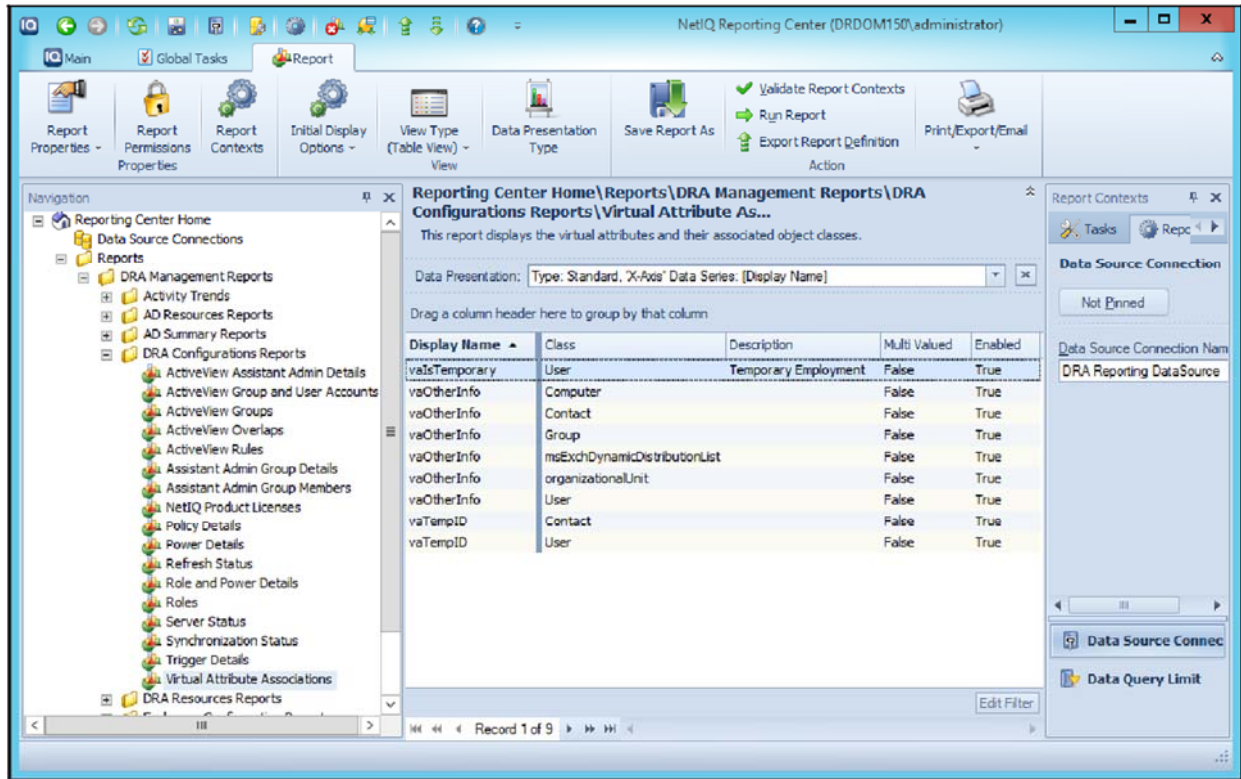 NetIQ Reporting Center (DRDOM150\administrator)
IQ Main
Global Tasks
Report
Report Properties
Report Permissions
Report Contexts
Initial Display Options
View Type (Table View)
Data Presentation Type
Save Report As
Validate Report Contexts
Run Report
Export Report Definition
Print/Export/Email
Properties
View
Action
Navigation
Reporting Center Home
Data Source Connections
Reports
DRA Management Reports
Activity Trends
AD Resources Reports
AD Summary Reports
DRA Configurations Reports
ActiveView Assistant Admin Details
ActiveView Group and User Accounts
ActiveView Groups
ActiveView Overlaps
ActiveView Rules
Assistant Admin Group Details
Assistant Admin Group Members
NetIQ Product Licenses
Policy Details
Power Details
Refresh Status
Role and Power Details
Roles
Server Status
Synchronization Status
Trigger Details
Virtual Attribute Associations
DRA Resources Reports
Reporting Center Home\Reports\DRA Management Reports\DRA
Configurations Reports\Virtual Attribute As...
This report displays the virtual attributes and their associated object classes.
Data Presentation: Type: Standard, 'X-Axis' Data Series: [Display Name]
Drag a column header here to group by that column
Display Name Class Description Multi Valued Enabled
vaIsTemporary User Temporary Employment False True
vaOtherInfo Computer False True
vaOtherInfo Contact False True
vaOtherInfo Group False True
vaOtherInfo msExchDynamicDistributionList False True
vaOtherInfo organizationalUnit False True
vaOtherInfo User False True
vaTempID Contact False True
vaTempID User False True
Edit Filter
Record 1 of 9
Report Contexts
Tasks Repc
Data Source Connection
Not Pinned
Data Source Connection Nam
DRA Reporting DataSource
Data Source Connec
Data Query Limit